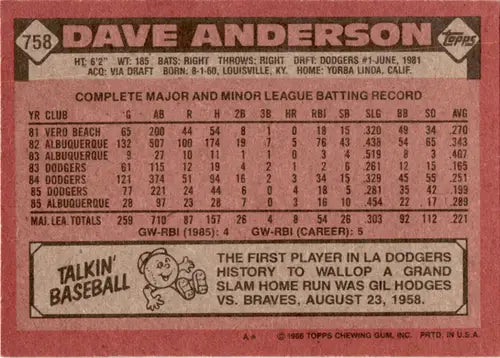 758
DAVE ANDERSON
topps
HT: 6'2" WT: 185 BATS: RIGHT THROWS: RIGHT DRFT: DODGERS #1-JUNE, 1981
ACQ: VIA DRAFT BORN: 8-1-60, LOUISVILLE, KY. HOME: YORBA LINDA, CALIF.
COMPLETE MAJOR AND MINOR LEAGUE BATTING RECORD
YR CLUB G AB R H 2B 3B HR RBI SB SLG BB SO AVG
81 VERO BEACH 65 200 44 54 8 1 0 18 15 .320 49 34 .270
82 ALBUQUERQUE 132 507 100 174 19 7 5 76 43 .438 54 65 .343
83 ALBUQUERQUE 9 27 10 11 1 0 3 4 .519 8 3 .407
83 DODGERS 61 115 12 19 4 2 1 2 6 .261 12 15 .165
84 DODGERS 121 374 51 94 16 2 3 34 15 .329 45 55 .251
85 DODGERS 77 221 24 44 6 0 4 18 5 .281 35 42 .199
85 ALBUQUERQUE 28 97 23 28 5 0 3 16 10 .454 22 17 .289
MAJ. LEA. TOTALS 259 710 87 157 26 4 8 54 26 .303 92 112 .221
GW-RBI (1985): 4 GW-RBI (CAREER): 5
TALKIN' BASEBALL
THE FIRST PLAYER IN LA DODGERS
HISTORY TO WALLOP A GRAND
SLAM HOME RUN WAS GIL HODGES
VS. BRAVES, AUGUST 23, 1958.
A* © 1986 TOPPS CHEWING GUM, INC. PRTD. IN U.S.A.